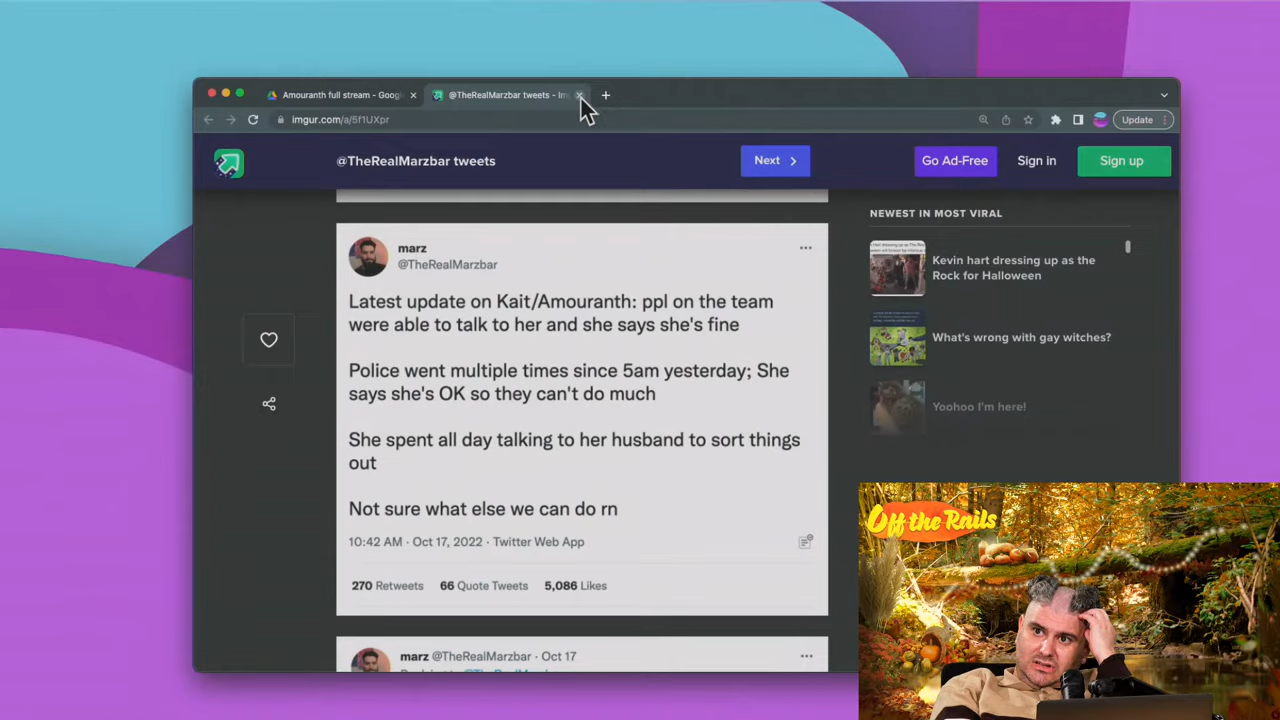 Amouranth full stream - Googl
@TheRealMarzbar tweets - Im
imgur.com/a/5f1UXpr
Update
@TheRealMarzbar tweets
Next
Go Ad-Free
Sign in
Sign up
marz
@TheRealMarzbar
Latest update on Kait/Amouranth: ppl on the team
were able to talk to her and she says she's fine
Police went multiple times since 5am yesterday; She
says she's OK so they can't do much
She spent all day talking to her husband to sort things
out
Not sure what else we can do rn
10:42 AM · Oct 17, 2022 · Twitter Web App
270 Retweets 66 Quote Tweets 5,086 Likes
marz @TheRealMarzbar · Oct 17
NEWEST IN MOST VIRAL
Kevin hart dressing up as the
Rock for Halloween
What's wrong with gay witches?
Yoohoo I'm here!
Off the Rails